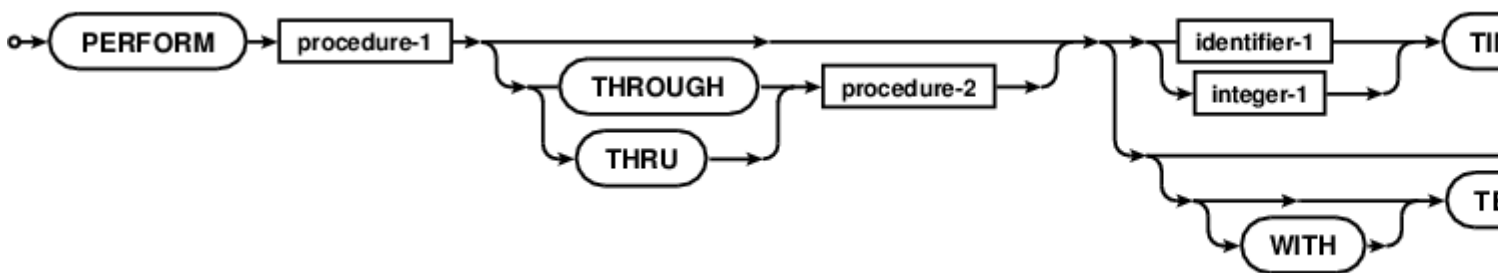 PERFORM procedure-1 identifier-1
THROUGH procedure-2 integer-1
THRU
WITH